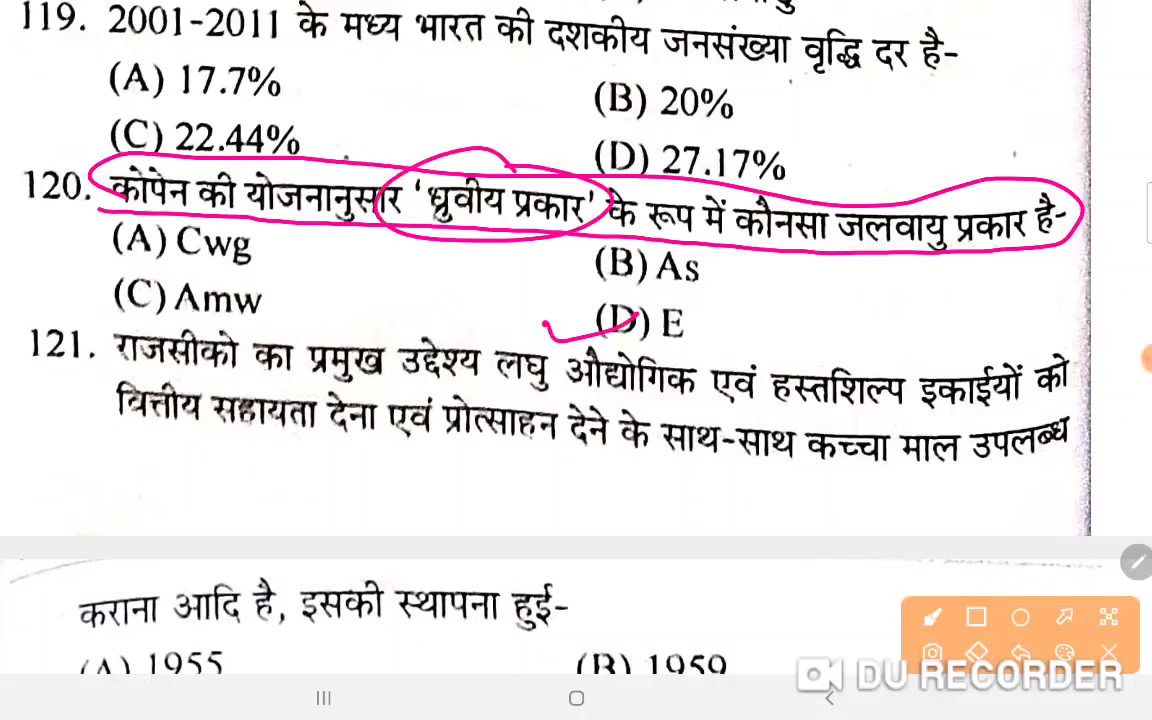 119. 2001-2011 के मध्य भारत की दशकीय जनसंख्या वृद्धि दर है-
(A) 17.7% (B) 20%
(C) 22.44% (D) 27.17%
120. कोपेन की योजनानुसार 'ध्रुवीय प्रकार' के रूप में कौनसा जलवायु प्रकार है-
(A) Cwg (B) As
(C) Amw (D) E
121. राजसीको का प्रमुख उद्देश्य लघु औद्योगिक एवं हस्तशिल्प इकाईयों को
वित्तीय सहायता देना एवं प्रोत्साहन देने के साथ-साथ कच्चा माल उपलब्ध
कराना आदि है, इसकी स्थापना हुई-
(A) 1955 (B) 1959
DU RECORDER